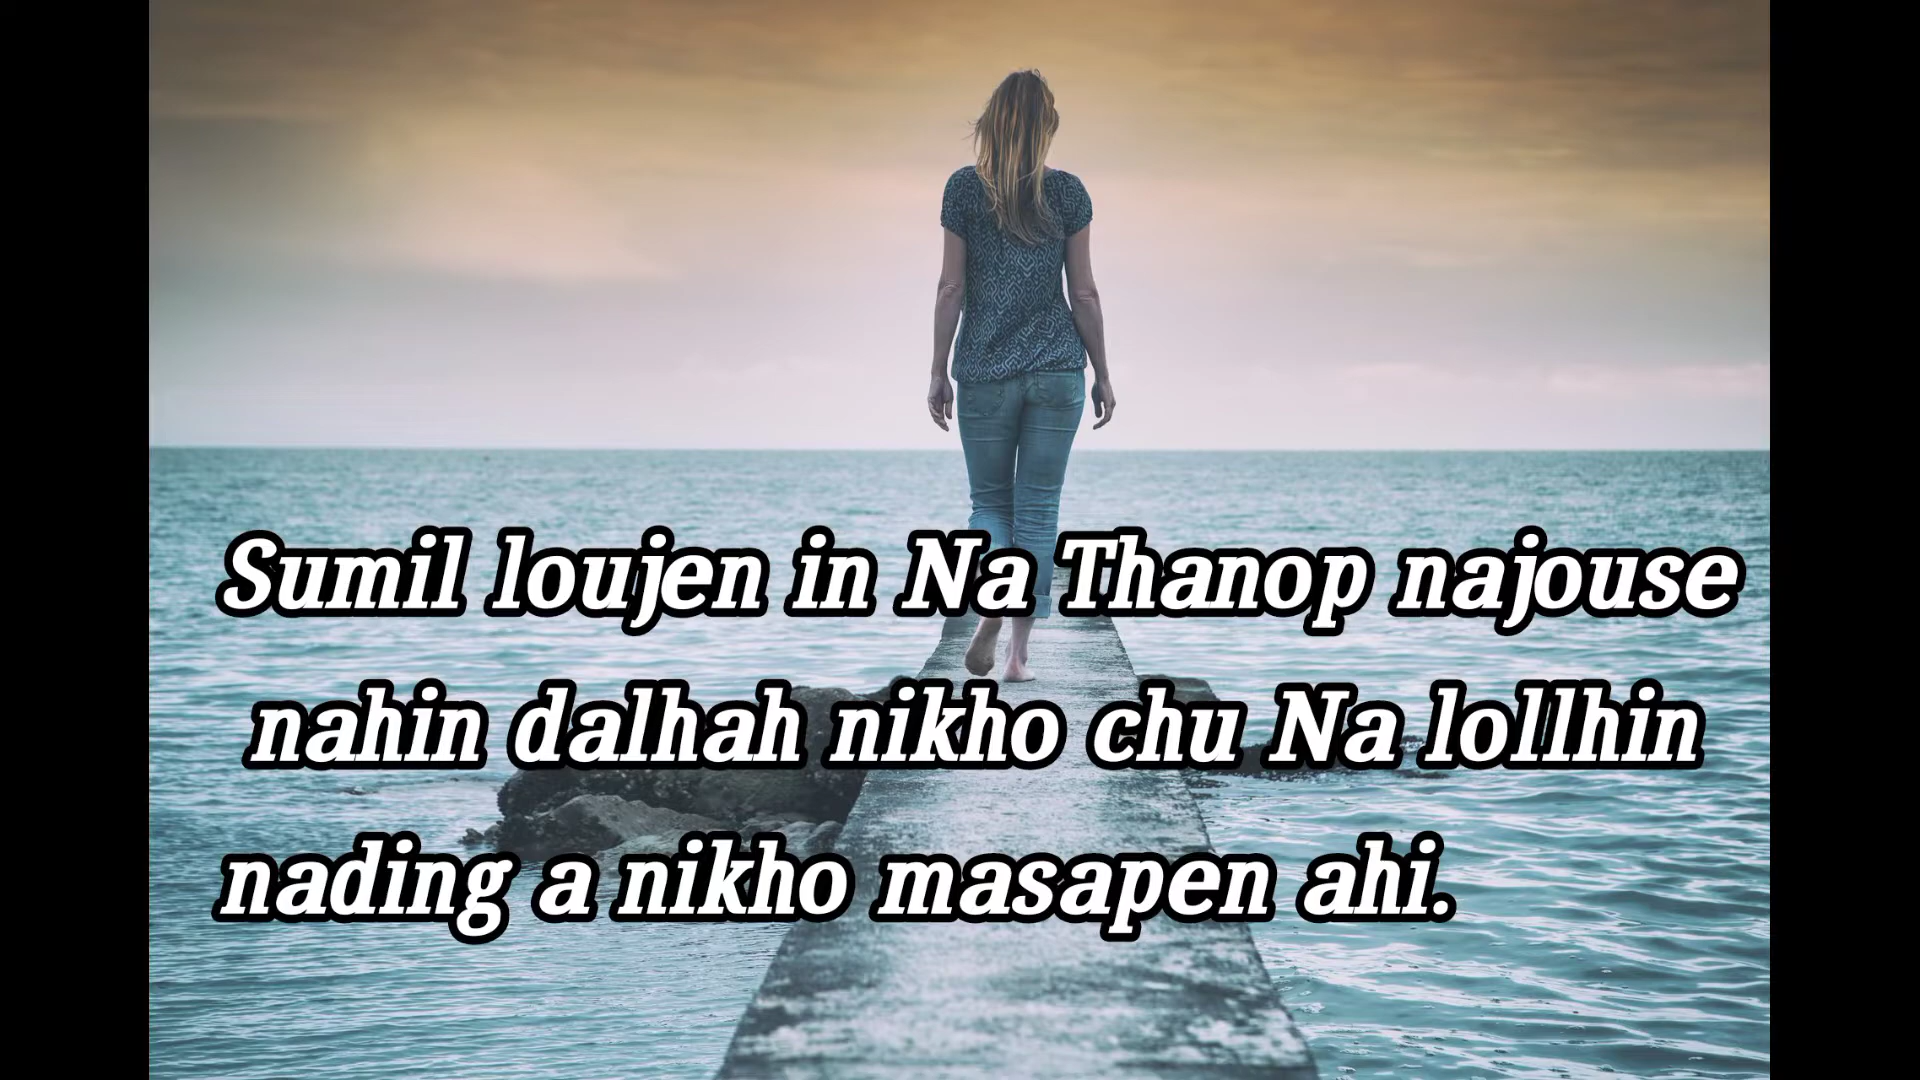 Sumil loujen in Na Thanop najouse
nahin dalhah nikho chu Na lollhin
nading a nikho masapen ahi.